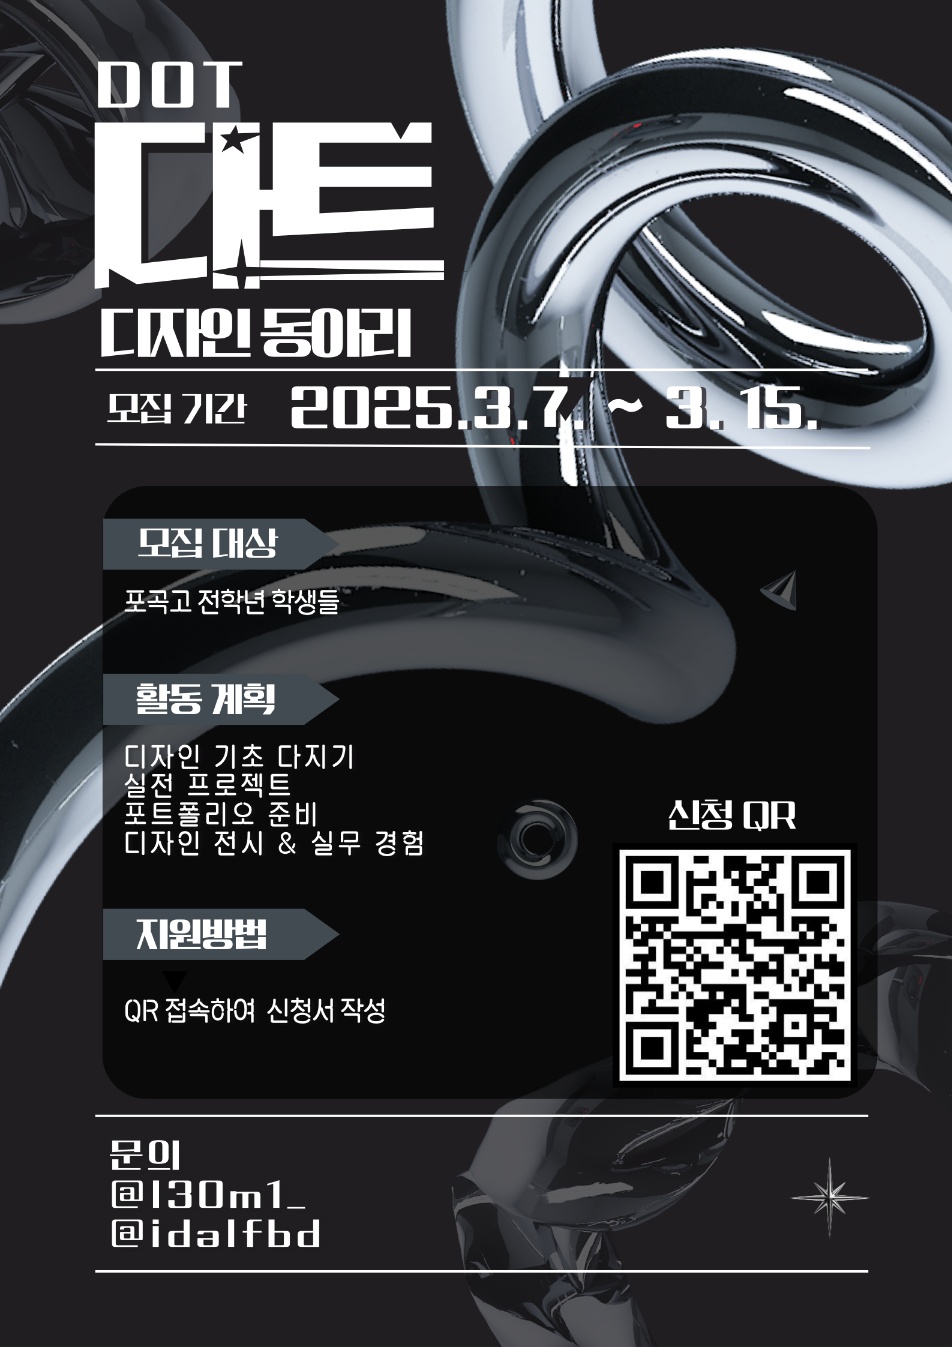 DOT
다트
디자인 동아리
모집 기간 2025.3.7. ~ 3. 15.
모집 대상
포곡고 전학년 학생들
활동 계획
디자인 기초 다지기
실전 프로젝트
포트폴리오 준비
디자인 전시 & 실무 경험
신청 QR
지원방법
QR 접속하여 신청서 작성
문의
@l30m1_
@idalfbd